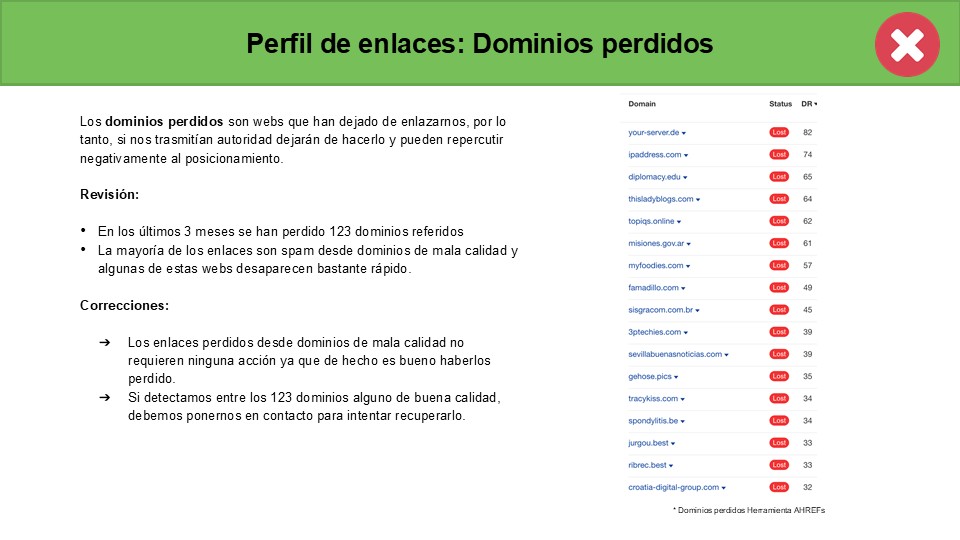 Perfil de enlaces: Dominios perdidos
Los dominios perdidos son webs que han dejado de enlazarnos, por lo
tanto, si nos trasmitían autoridad dejarán de hacerlo y pueden repercutir
negativamente al posicionamiento.
Revisión:
• En los últimos 3 meses se han perdido 123 dominios referidos
• La mayoría de los enlaces son spam desde dominios de mala calidad y
algunas de estas webs desaparecen bastante rápido.
Correcciones:
➔ Los enlaces perdidos desde dominios de mala calidad no
requieren ninguna acción ya que de hecho es bueno haberlos
perdido.
➔ Si detectamos entre los 123 dominios alguno de buena calidad,
debemos ponernos en contacto para intentar recuperarlo.
Domain Status DR
your-server.de Lost 82
ipaddress.com Lost 74
diplomacy.edu Lost 65
thisladyblogs.com Lost 64
topiqs.online Lost 62
misiones.gov.ar Lost 61
myfoodies.com Lost 57
famadillo.com Lost 49
sisgracom.com.br Lost 45
3ptechies.com Lost 39
sevillabuenasnoticias.com Lost 39
gehose.pics Lost 35
tracykiss.com Lost 34
spondylitis.be Lost 34
jurgou.best Lost 33
ribrec.best Lost 33
croatia-digital-group.com Lost 32
* Dominios perdidos Herramienta AHREFs